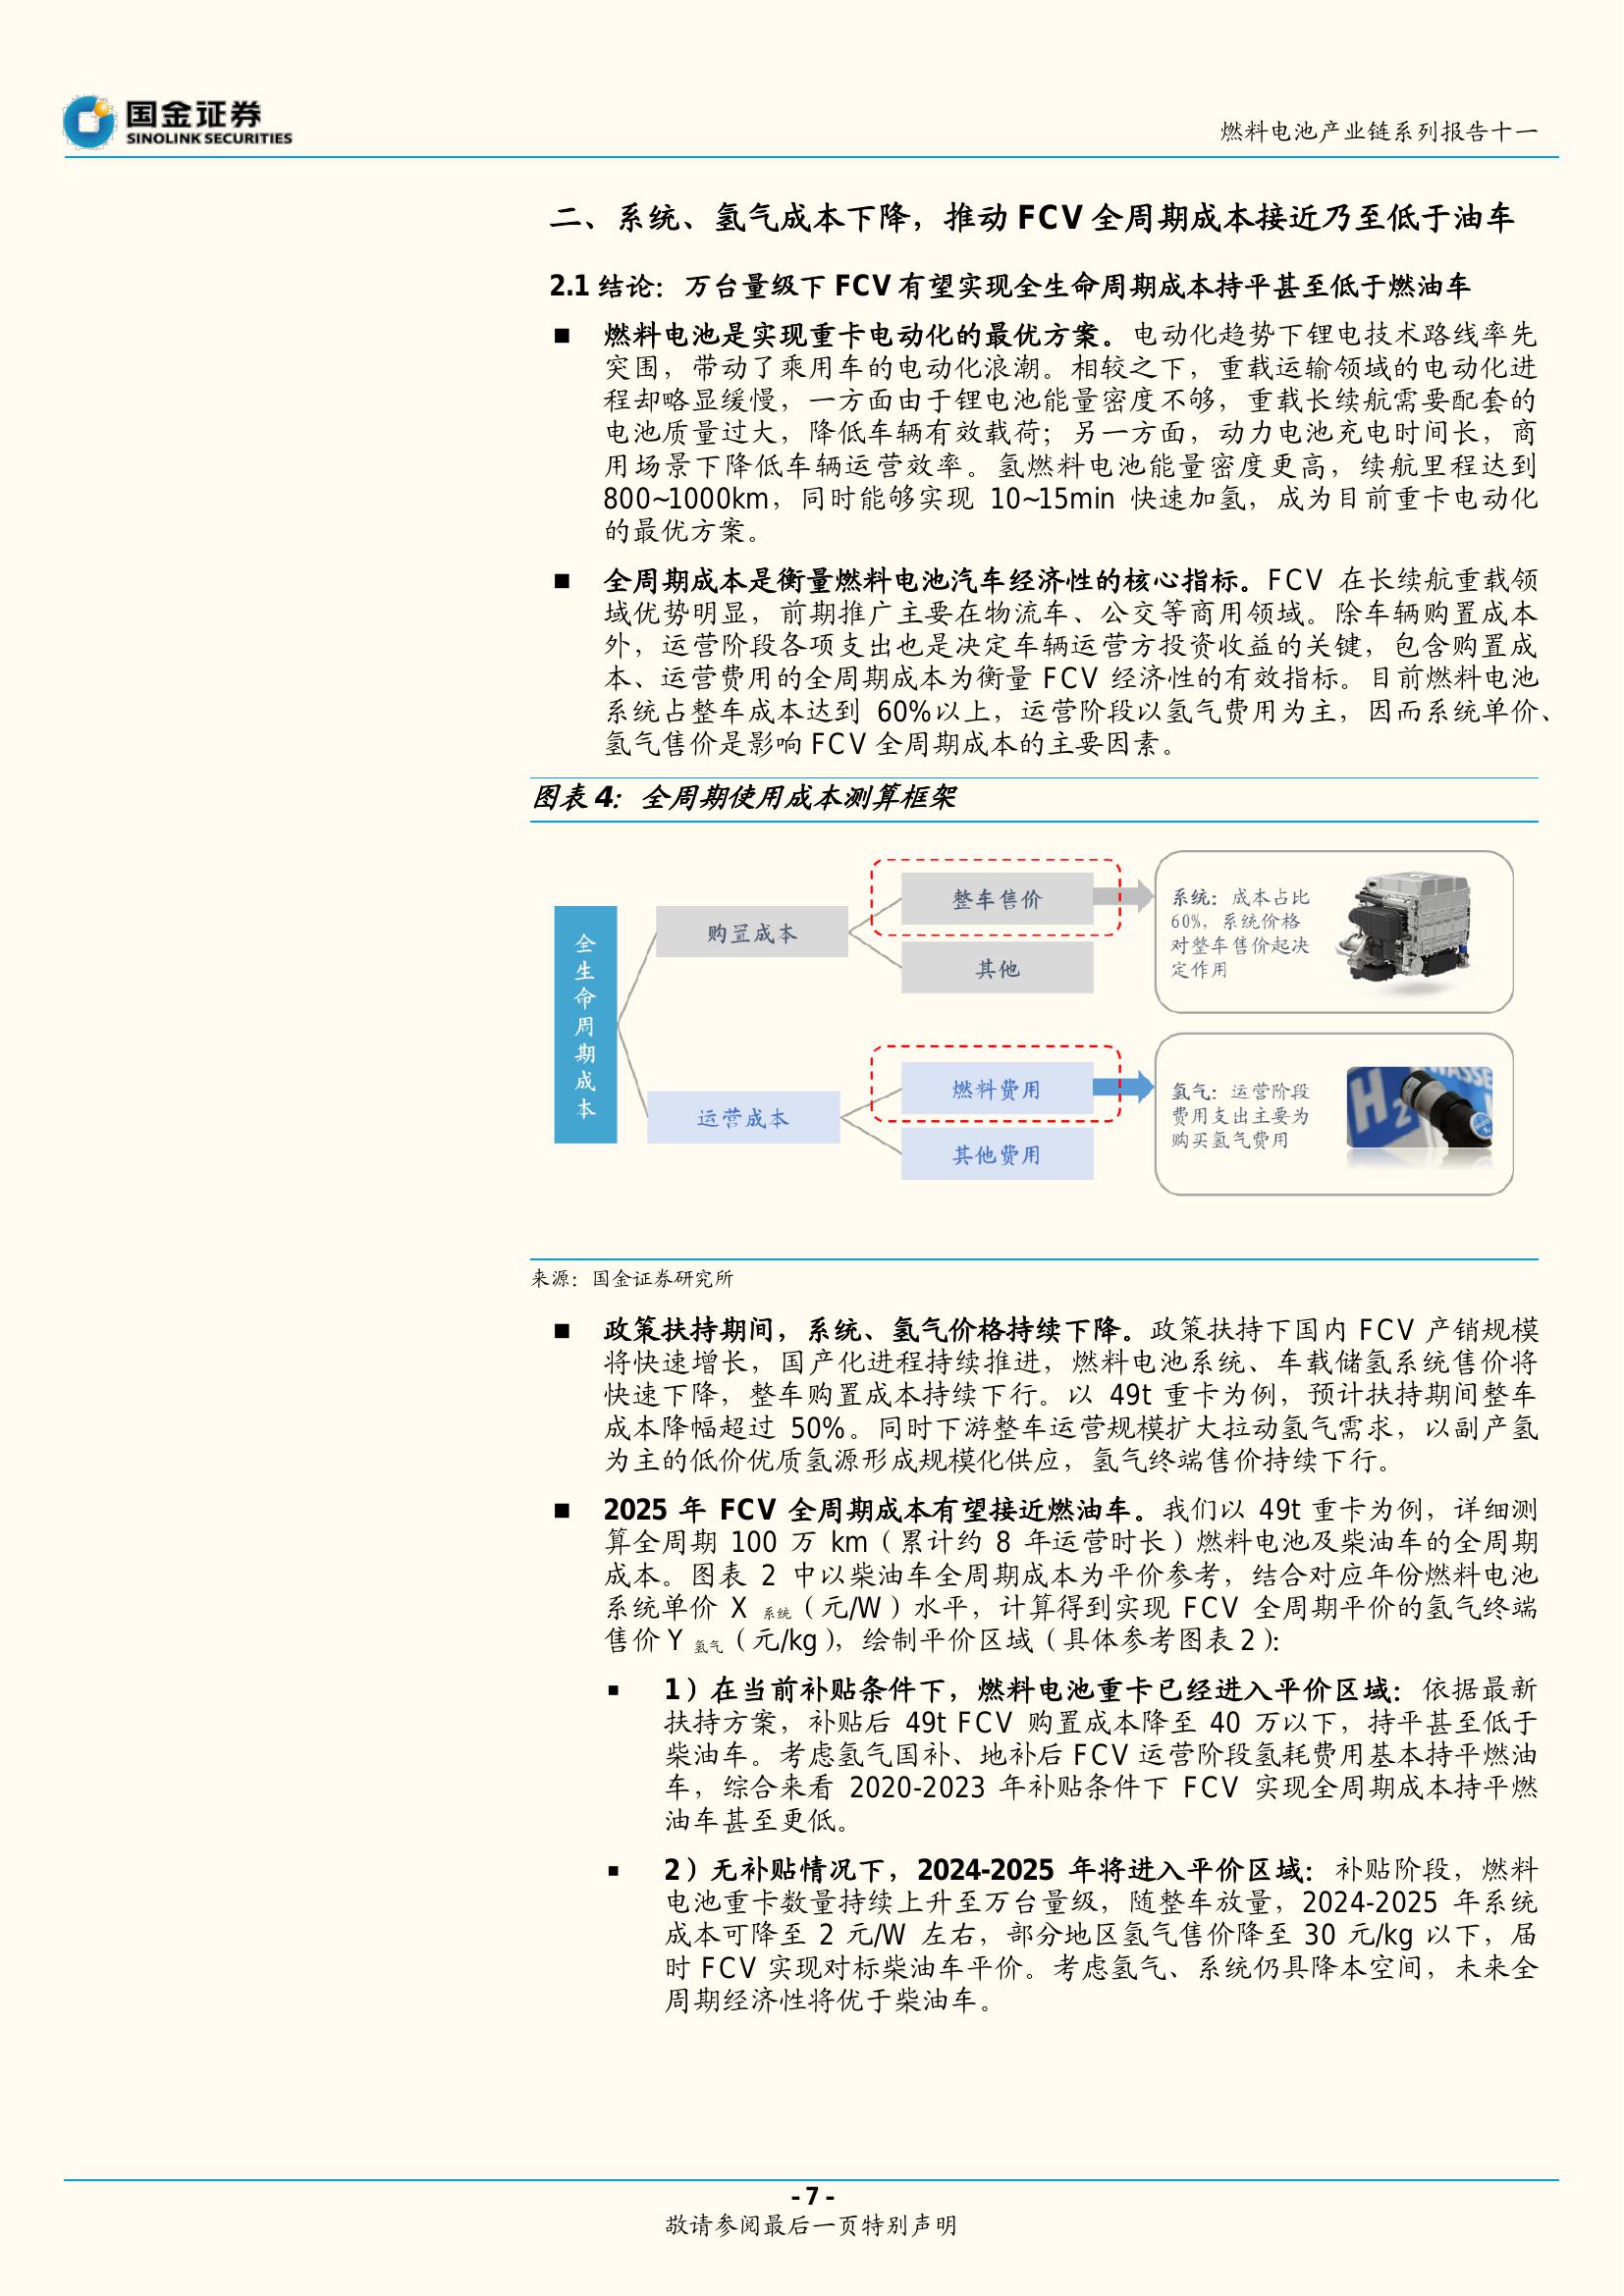 国金证券
SINOLINK SECURITIES
燃料电池产业链系列报告十一
二、系统、氢气成本下降，推动 FCV 全周期成本接近乃至低于油车
2.1 结论：万台量级下 FCV 有望实现全生命周期成本持平甚至低于燃油车
■ 燃料电池是实现重卡电动化的最优方案。电动化趋势下锂电技术路线率先
突围，带动了乘用车的电动化浪潮。相较之下，重载运输领域的电动化进
程却略显缓慢，一方面由于锂电池能量密度不够，重载长续航需要配套的
电池质量过大，降低车辆有效载荷；另一方面，动力电池充电时间长，商
用场景下降低车辆运营效率。氢燃料电池能量密度更高，续航里程达到
800~1000km，同时能够实现 10~15min 快速加氢，成为目前重卡电动化
的最优方案。
■ 全周期成本是衡量燃料电池汽车经济性的核心指标。FCV 在长续航重载领
域优势明显，前期推广主要在物流车、公交等商用领域。除车辆购置成本
外，运营阶段各项支出也是决定车辆运营方投资收益的关键，包含购置成
本、运营费用的全周期成本为衡量 FCV 经济性的有效指标。目前燃料电池
系统占整车成本达到 60%以上，运营阶段以氢气费用为主，因而系统单价、
氢气售价是影响 FCV 全周期成本的主要因素。
图表 4：全周期使用成本测算框架
全生命周期成本
购置成本
整车售价
其他
系统：成本占比
60%，系统价格
对整车售价起决
定作用
运营成本
燃料费用
其他费用
氢气：运营阶段
费用支出主要为
购买氢气费用
H2
WASSE
来源：国金证券研究所
■ 政策扶持期间，系统、氢气价格持续下降。政策扶持下国内 FCV 产销规模
将快速增长，国产化进程持续推进，燃料电池系统、车载储氢系统售价将
快速下降，整车购置成本持续下行。以 49t 重卡为例，预计扶持期间整车
成本降幅超过 50%。同时下游整车运营规模扩大拉动氢气需求，以副产氢
为主的低价优质氢源形成规模化供应，氢气终端售价持续下行。
■ 2025 年 FCV 全周期成本有望接近燃油车。我们以 49t 重卡为例，详细测
算全周期 100 万 km（累计约 8 年运营时长）燃料电池及柴油车的全周期
成本。图表 2 中以柴油车全周期成本为平价参考，结合对应年份燃料电池
系统单价 X 系统（元/W）水平，计算得到实现 FCV 全周期平价的氢气终端
售价 Y 氢气（元/kg），绘制平价区域（具体参考图表 2）：
▪ 1）在当前补贴条件下，燃料电池重卡已经进入平价区域：依据最新
扶持方案，补贴后 49t FCV 购置成本降至 40 万以下，持平甚至低于
柴油车。考虑氢气国补、地补后 FCV 运营阶段氢耗费用基本持平燃油
车，综合来看 2020-2023 年补贴条件下 FCV 实现全周期成本持平燃
油车甚至更低。
▪ 2）无补贴情况下，2024-2025 年将进入平价区域：补贴阶段，燃料
电池重卡数量持续上升至万台量级，随整车放量，2024-2025 年系统
成本可降至 2 元/W 左右，部分地区氢气售价降至 30 元/kg 以下，届
时 FCV 实现对标柴油车平价。考虑氢气、系统仍具降本空间，未来全
周期经济性将优于柴油车。
- 7 -
敬请参阅最后一页特别声明